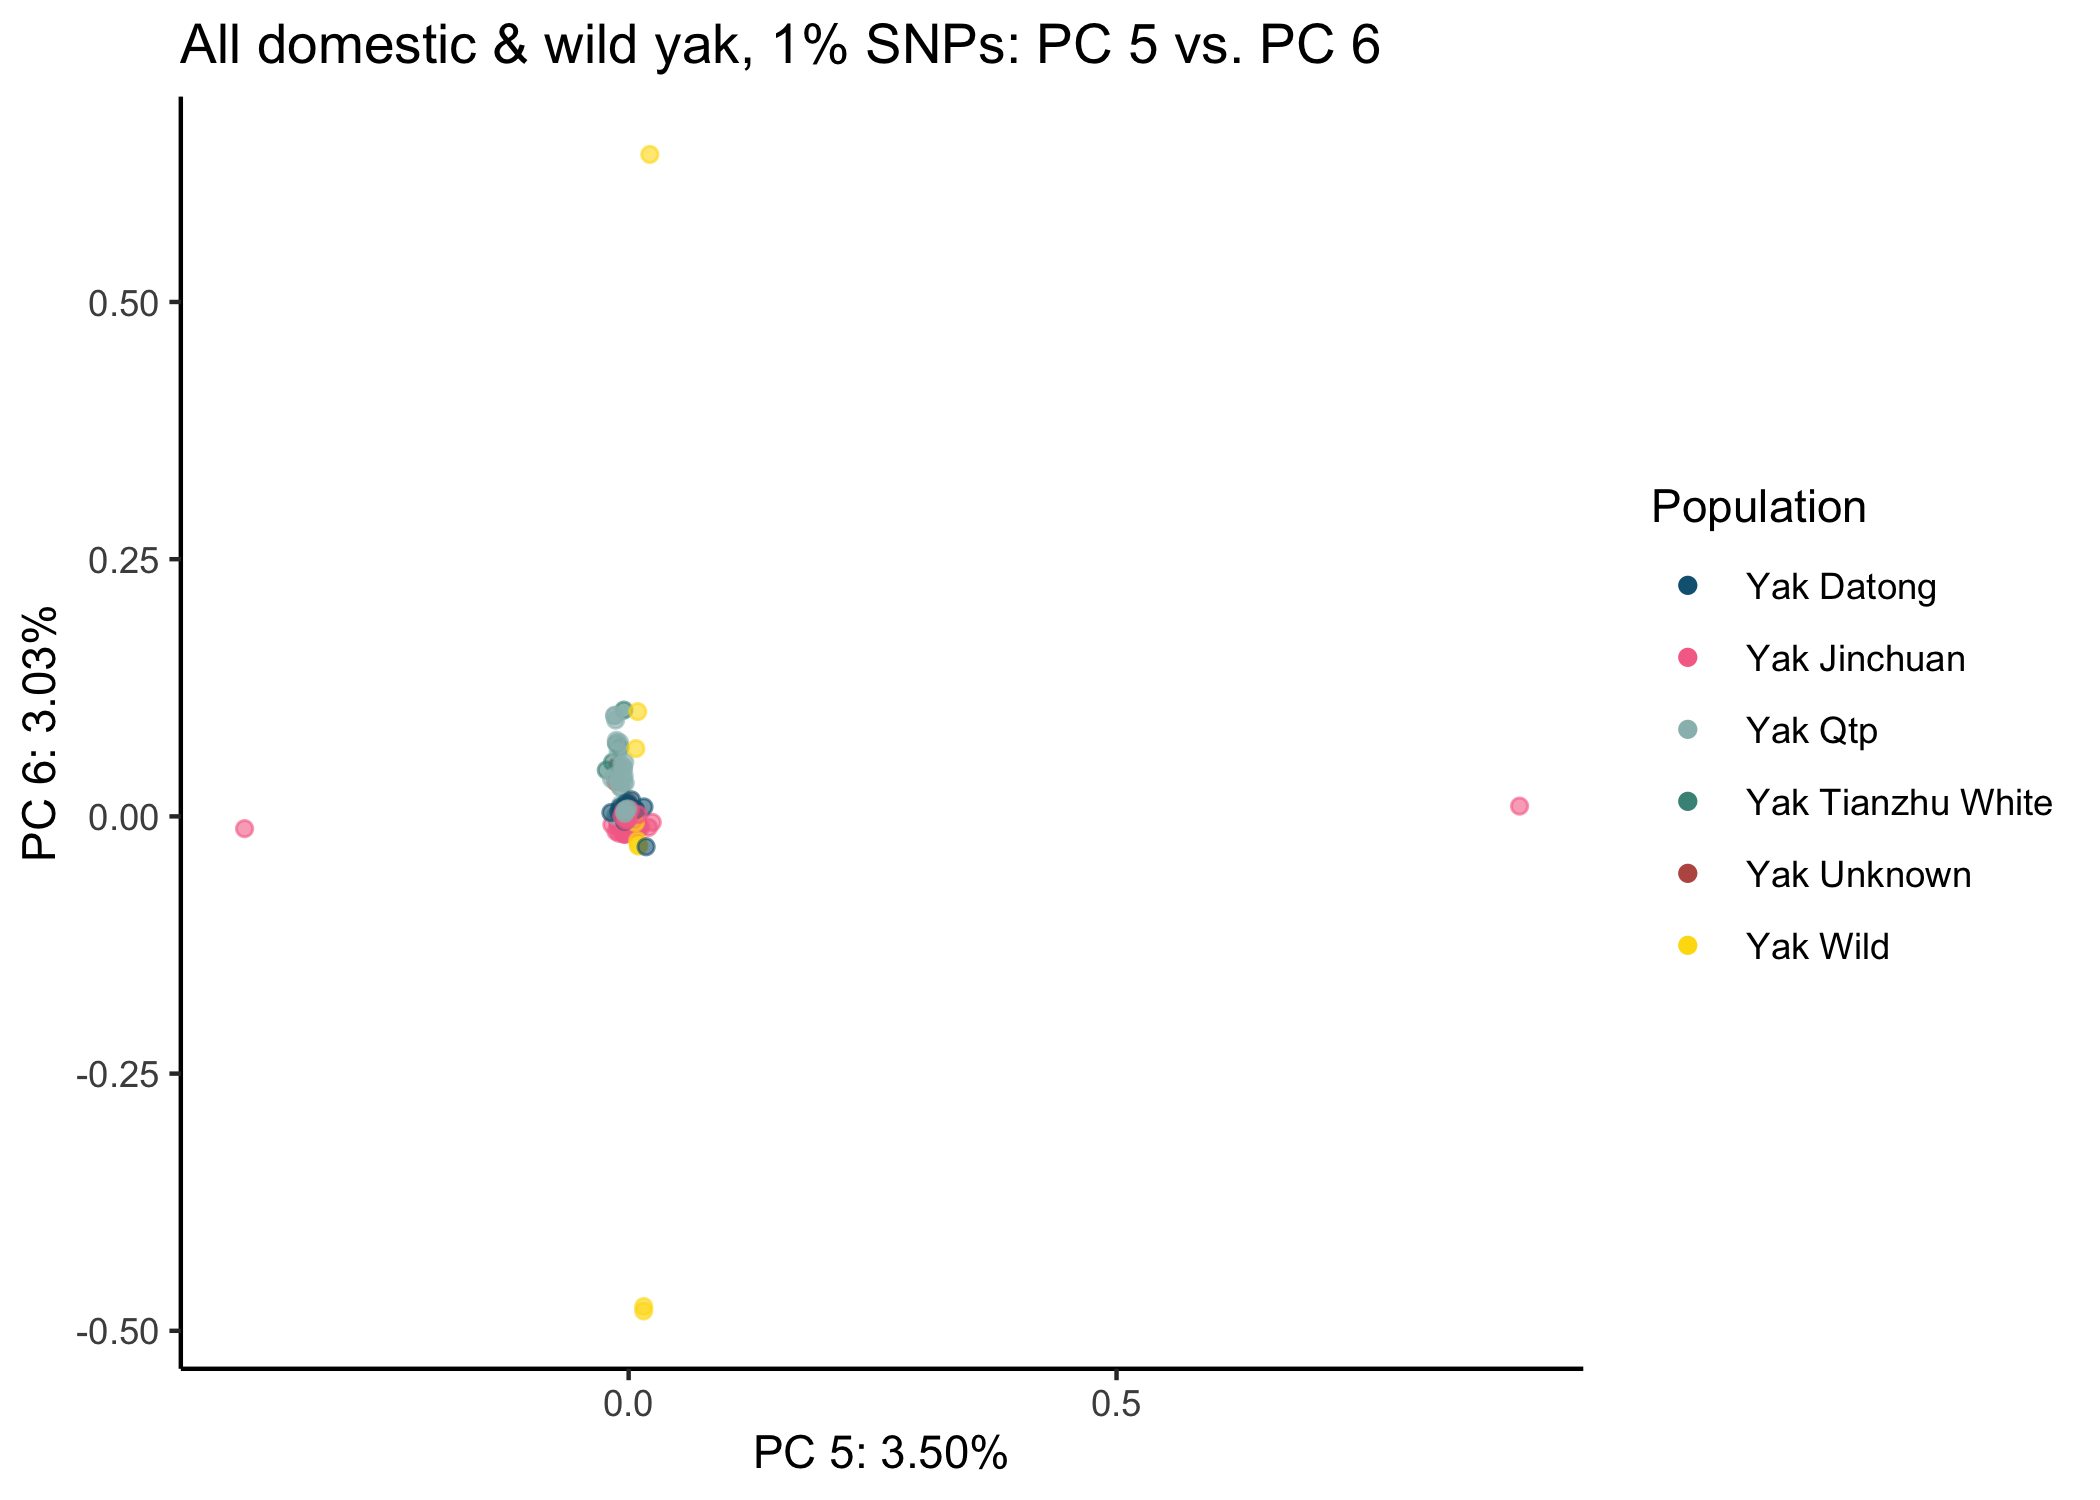 All domestic & wild yak, 1% SNPs: PC 5 vs. PC 6
PC 6: 3.03%
0.50
0.25
0.00
-0.25
-0.50
0.0
0.5
PC 5: 3.50%
Population
Yak Datong
Yak Jinchuan
Yak Qtp
Yak Tianzhu White
Yak Unknown
Yak Wild